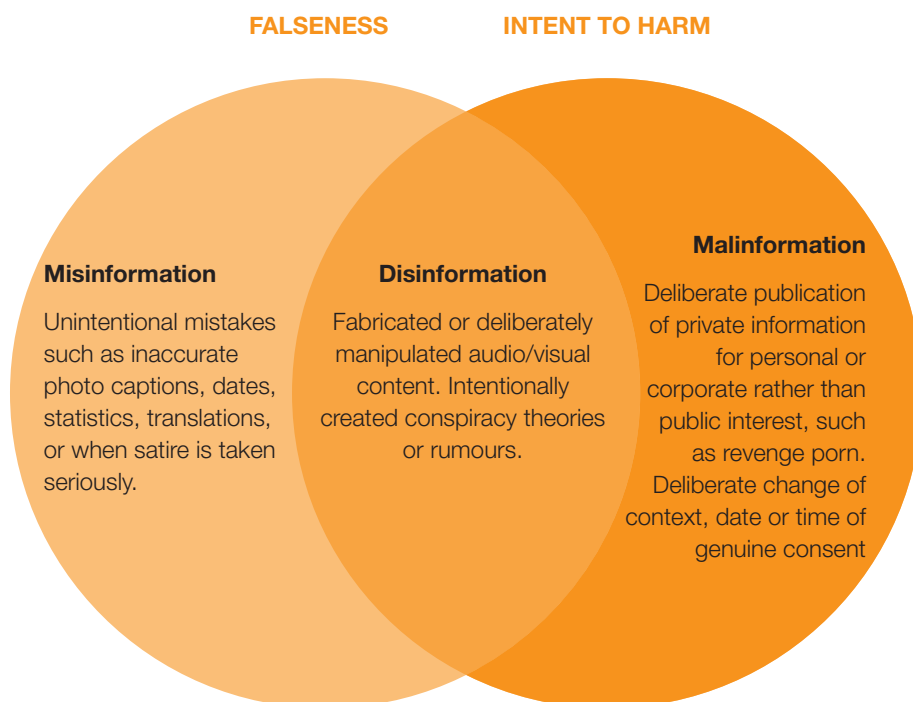 FALSENESS
INTENT TO HARM
Misinformation
Unintentional mistakes
such as inaccurate
photo captions, dates,
statistics, translations,
or when satire is taken
seriously.
Disinformation
Fabricated or deliberately
manipulated audio/visual
content. Intentionally
created conspiracy theories
or rumours.
Malinformation
Deliberate publication
of private information
for personal or
corporate rather than
public interest, such
as revenge porn.
Deliberate change of
context, date or time of
genuine consent